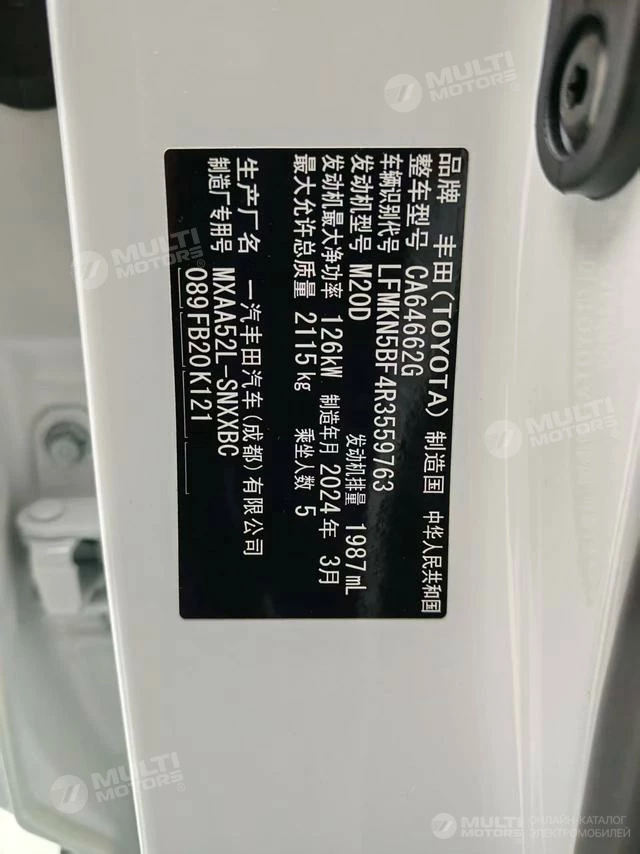 品牌 丰田(TOYOTA) 制造国 中华人民共和国
整车型号 CA64662G
车辆识别代号 LFMKN5BF4R3559763
发动机型号 M20D 发动机排量 1987mL
发动机最大净功率 126kW 制造年月 2024年 3月
最大允许总质量 2115kg 乘坐人数 5
生产厂名 一汽丰田汽车(成都)有限公司
制造厂专用号 MXAA52L-SNXXBC
089FB20K121
MULTI MOTORS®
MULTI MOTORS®
MULTI MOTORS®
MULTI MOTORS®
MULTI MOTORS ОНЛАЙН-КАТАЛОГ ЭЛЕКТРОМОБИЛЕЙ